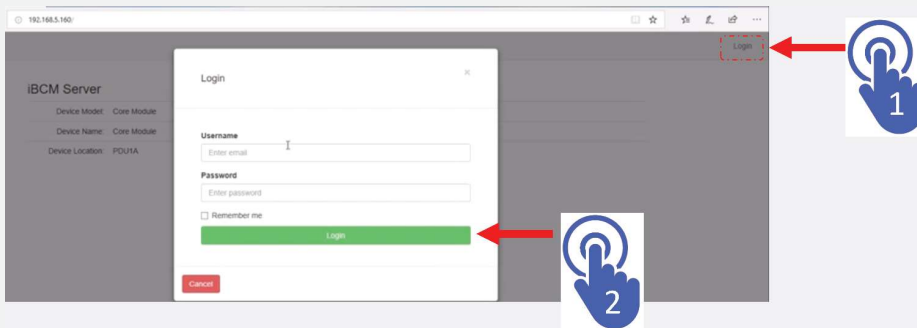 192.168.5.160/
Login
1
Login
×
iBCM Server
Device Model: Core Module
Device Name: Core Module
Device Location: PDU1A
Username
Enter email
Password
Enter password
Remember me
Login
Cancel
2